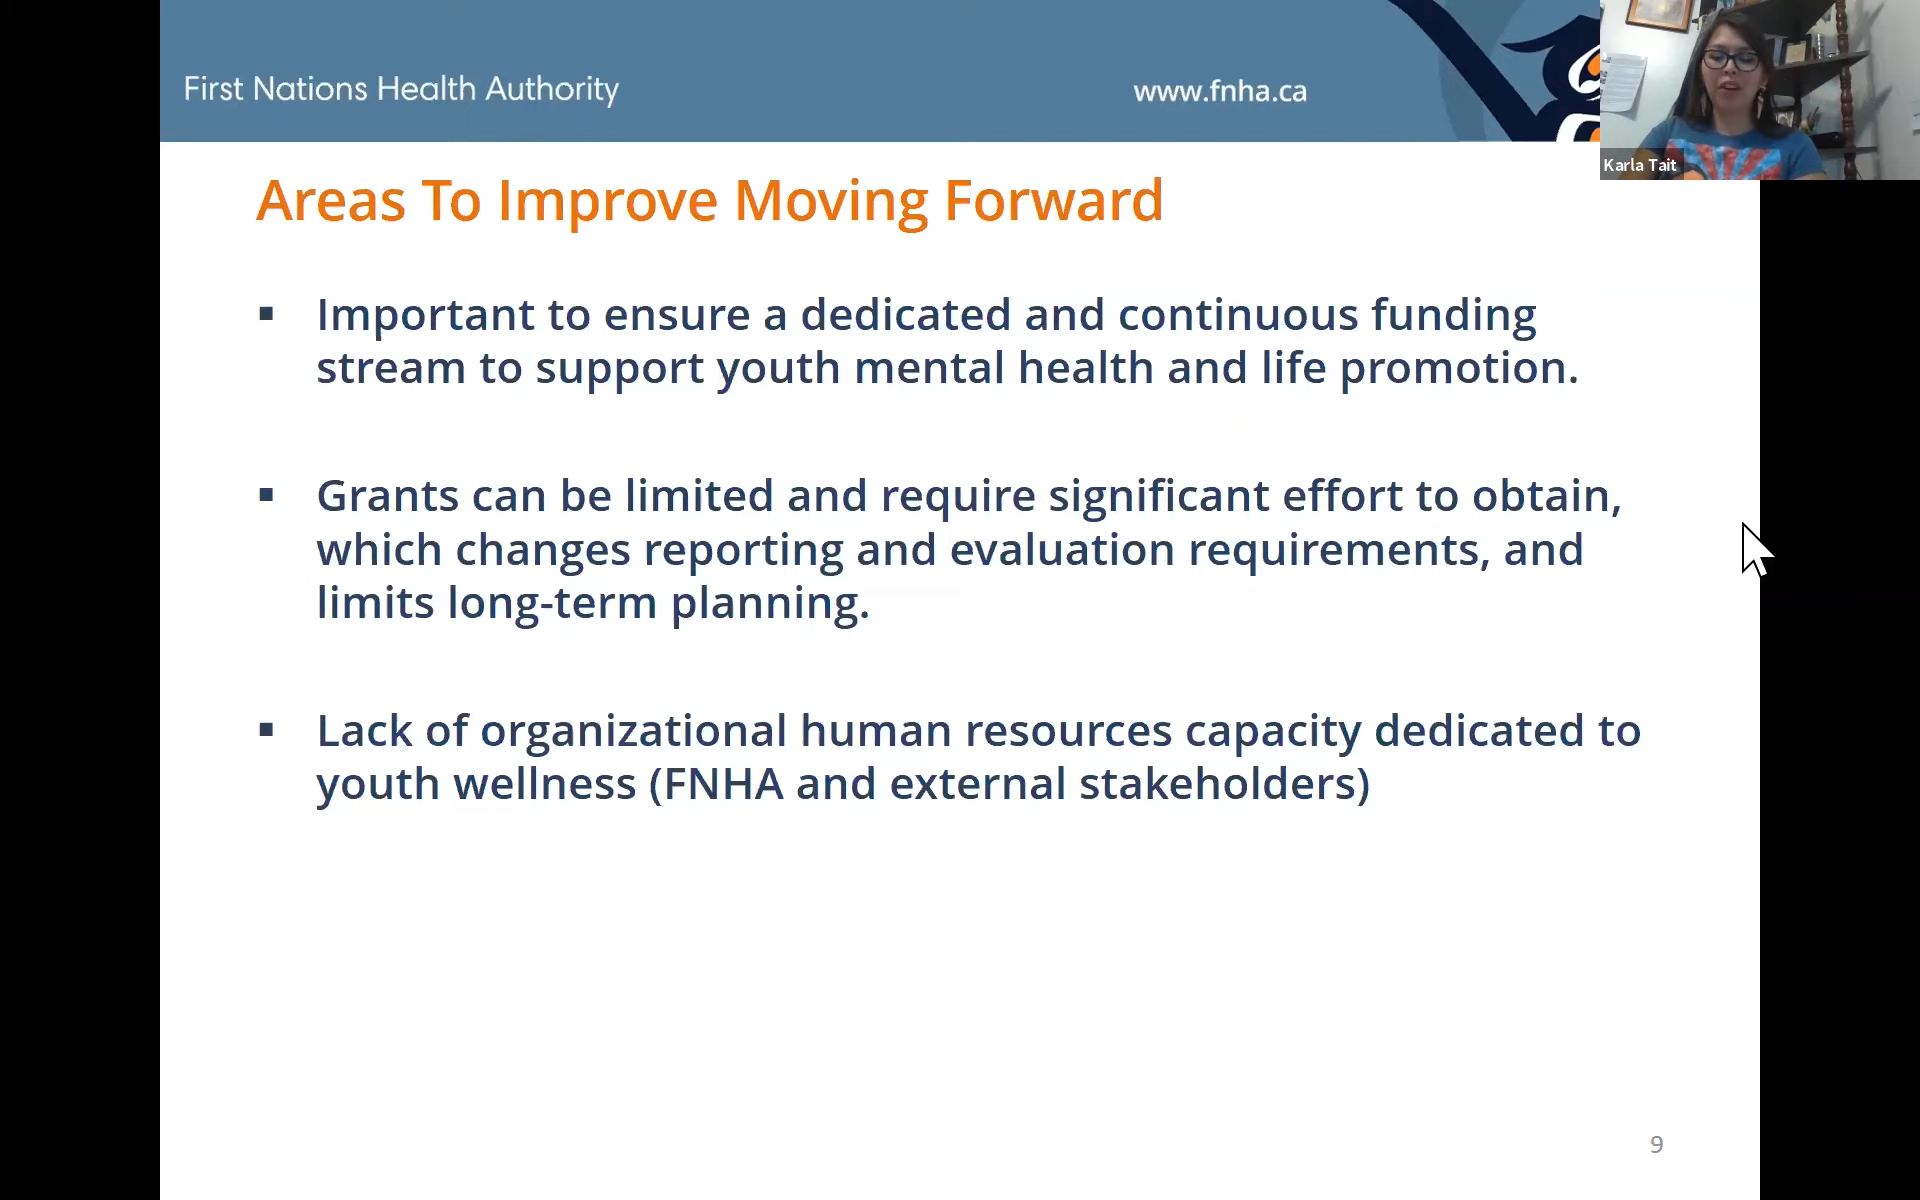 First Nations Health Authority
www.fnha.ca
Karla Tait
Areas To Improve Moving Forward
▪ Important to ensure a dedicated and continuous funding
stream to support youth mental health and life promotion.
▪ Grants can be limited and require significant effort to obtain,
which changes reporting and evaluation requirements, and
limits long-term planning.
▪ Lack of organizational human resources capacity dedicated to
youth wellness (FNHA and external stakeholders)
9